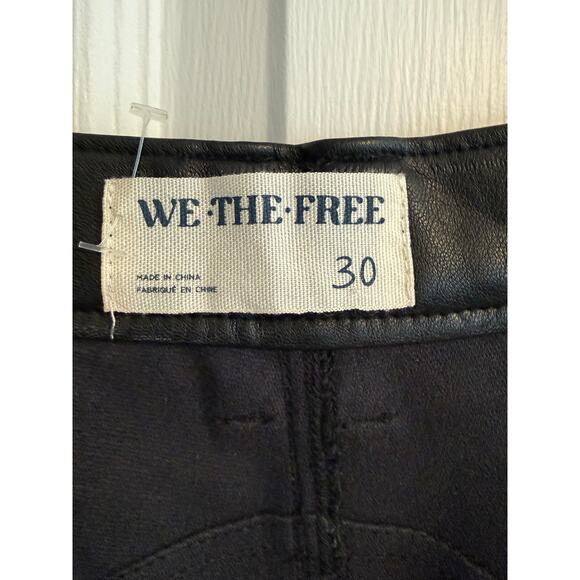 WE·THE·FREE
MADE IN CHINA
FABRIQUÉ EN CHINE
30